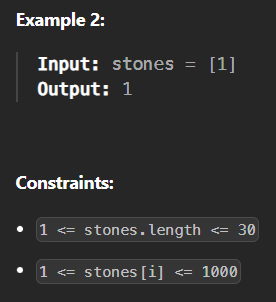 Example 2:
Input: stones = [1]
Output: 1
Constraints:
• 1 <= stones.length <= 30
• 1 <= stones[i] <= 1000